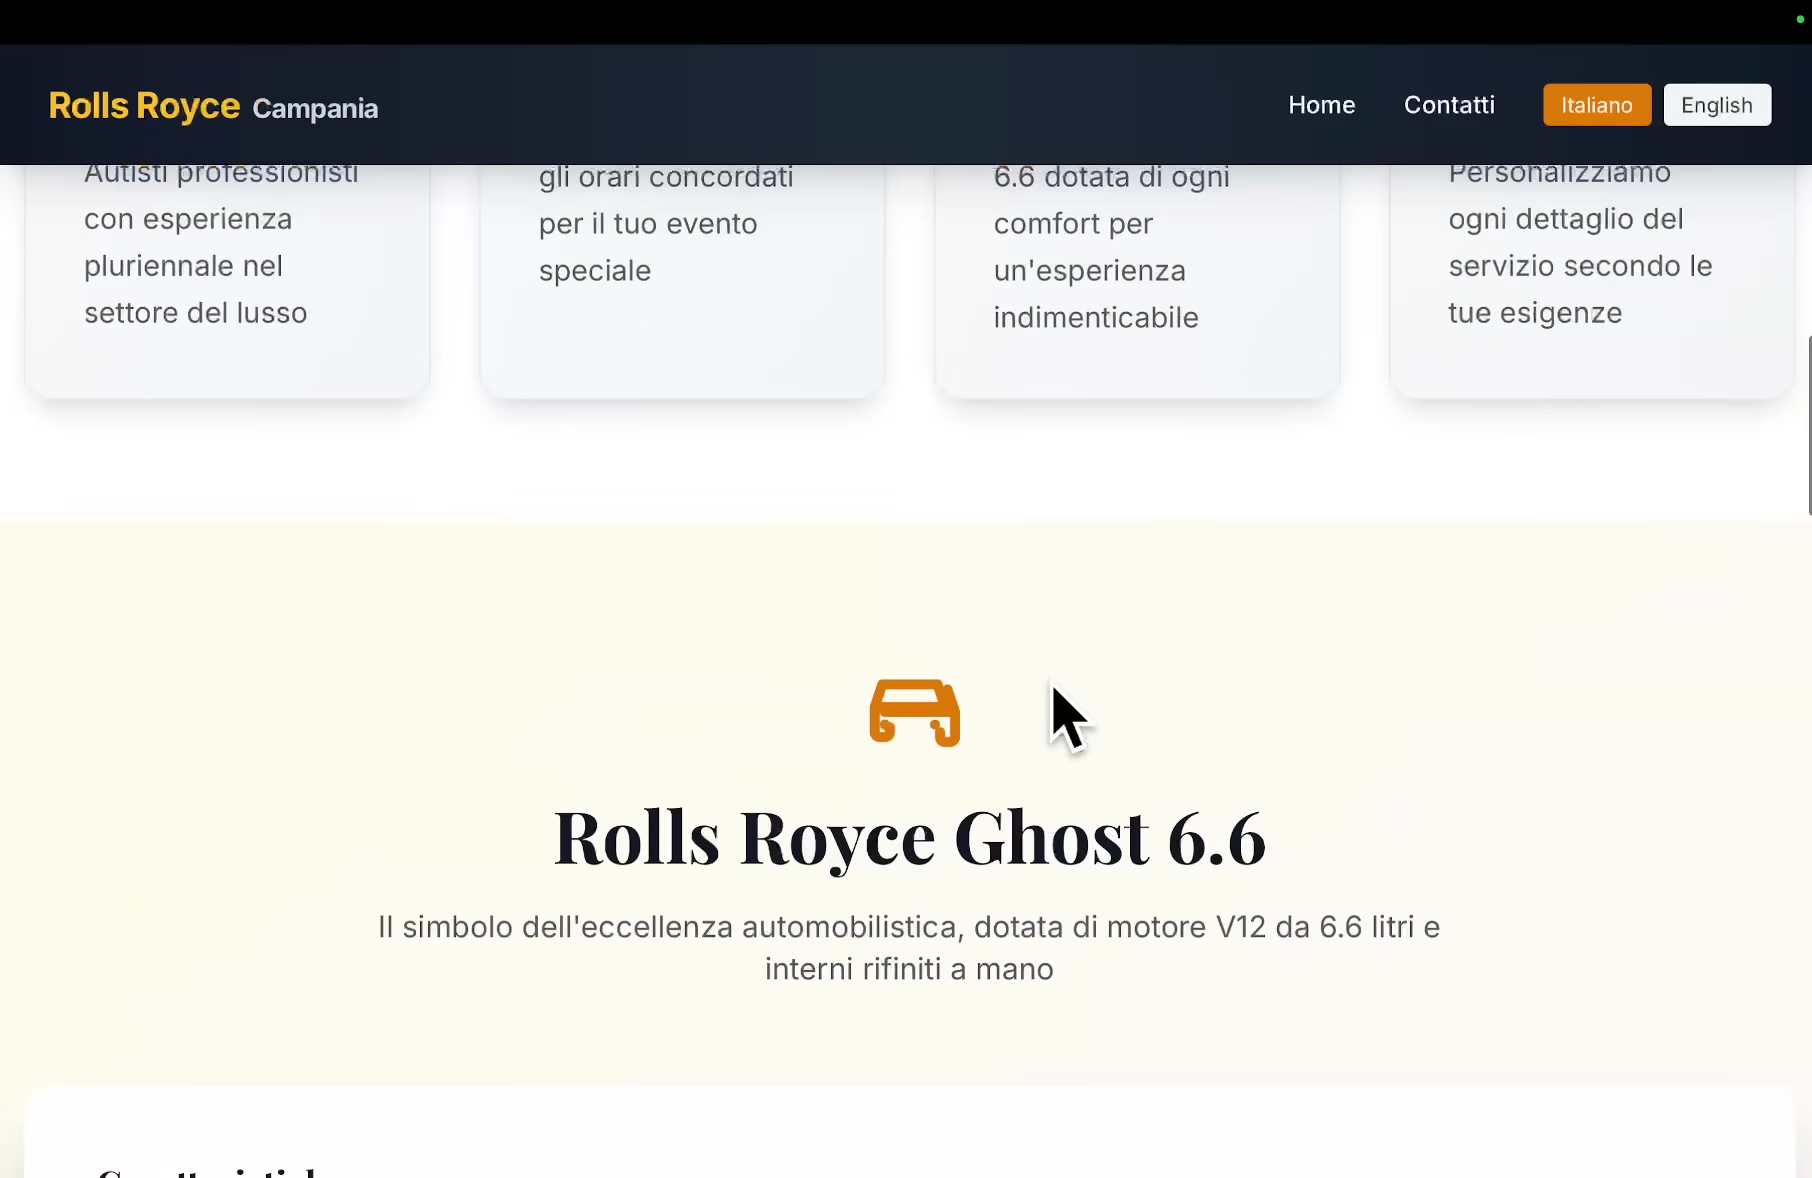 Rolls Royce Campania
Home
Contatti
Italiano
English
Autisti professionisti
con esperienza
pluriennale nel
settore del lusso
gli orari concordati
per il tuo evento
speciale
6.6 dotata di ogni
comfort per
un'esperienza
indimenticabile
Personalizziamo
ogni dettaglio del
servizio secondo le
tue esigenze
Rolls Royce Ghost 6.6
Il simbolo dell'eccellenza automobilistica, dotata di motore V12 da 6.6 litri e
interni rifiniti a mano